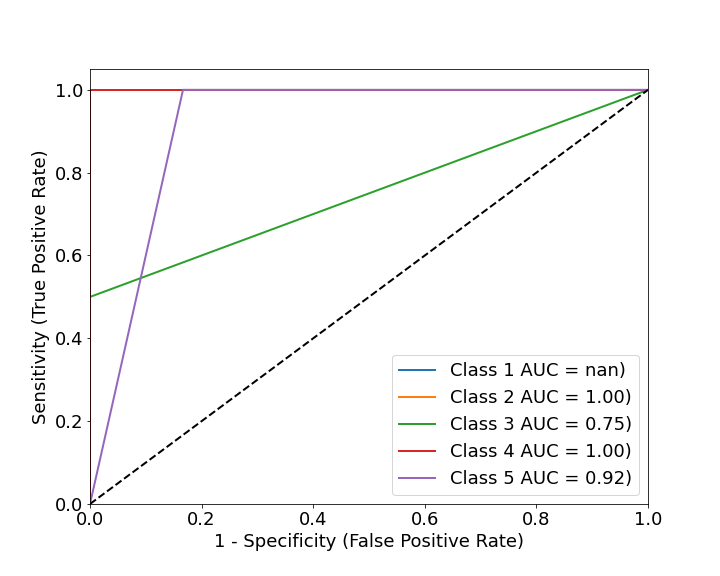 Sensitivity (True Positive Rate)
1.0
0.8
0.6
0.4
0.2
0.0
Class 1 AUC = nan)
Class 2 AUC = 1.00)
Class 3 AUC = 0.75)
Class 4 AUC = 1.00)
Class 5 AUC = 0.92)
0.0 0.2 0.4 0.6 0.8 1.0
1 - Specificity (False Positive Rate)